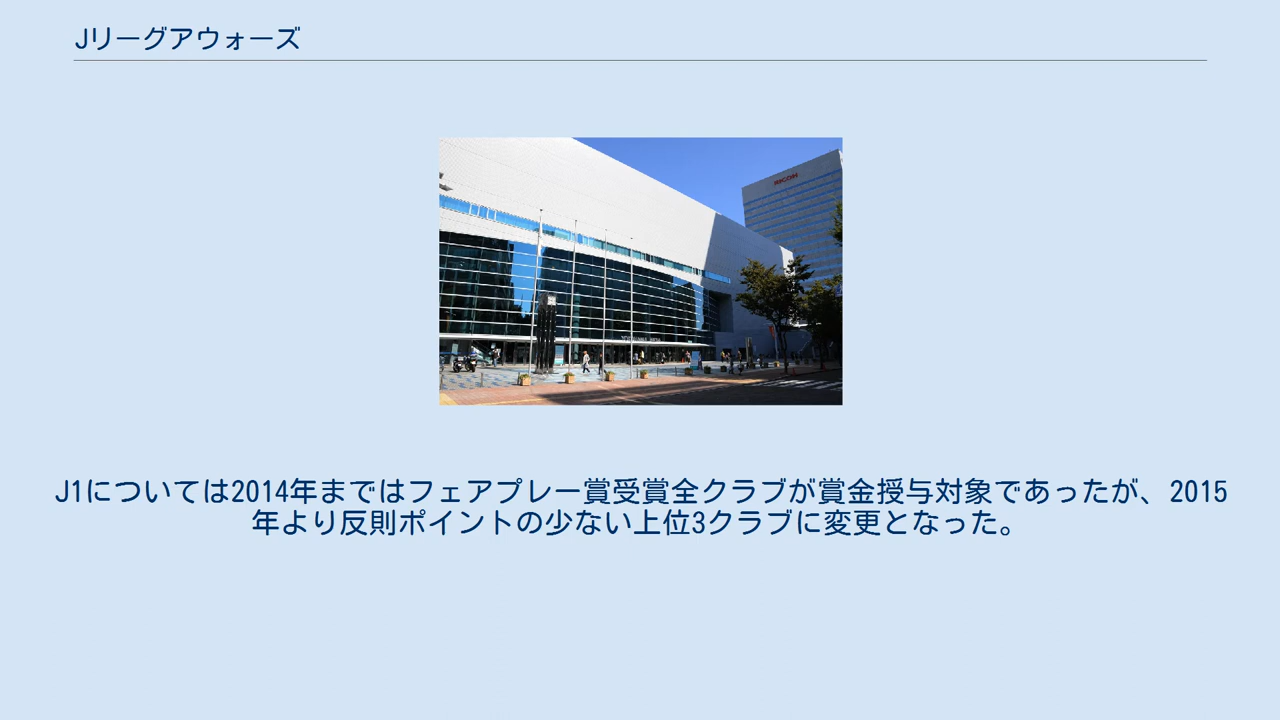 Jリーグアウォーズ
RICOH
YOKOHAMA ARENA
J1については2014年まではフェアプレー賞受賞全クラブが賞金授与対象であったが、2015
年より反則ポイントの少ない上位3クラブに変更となった。